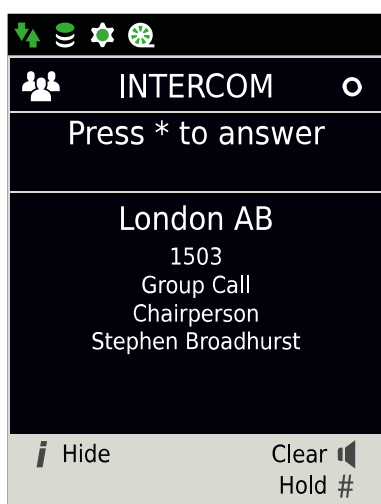 INTERCOM
Press * to answer
London AB
1503
Group Call
Chairperson
Stephen Broadhurst
i Hide
Clear
Hold #